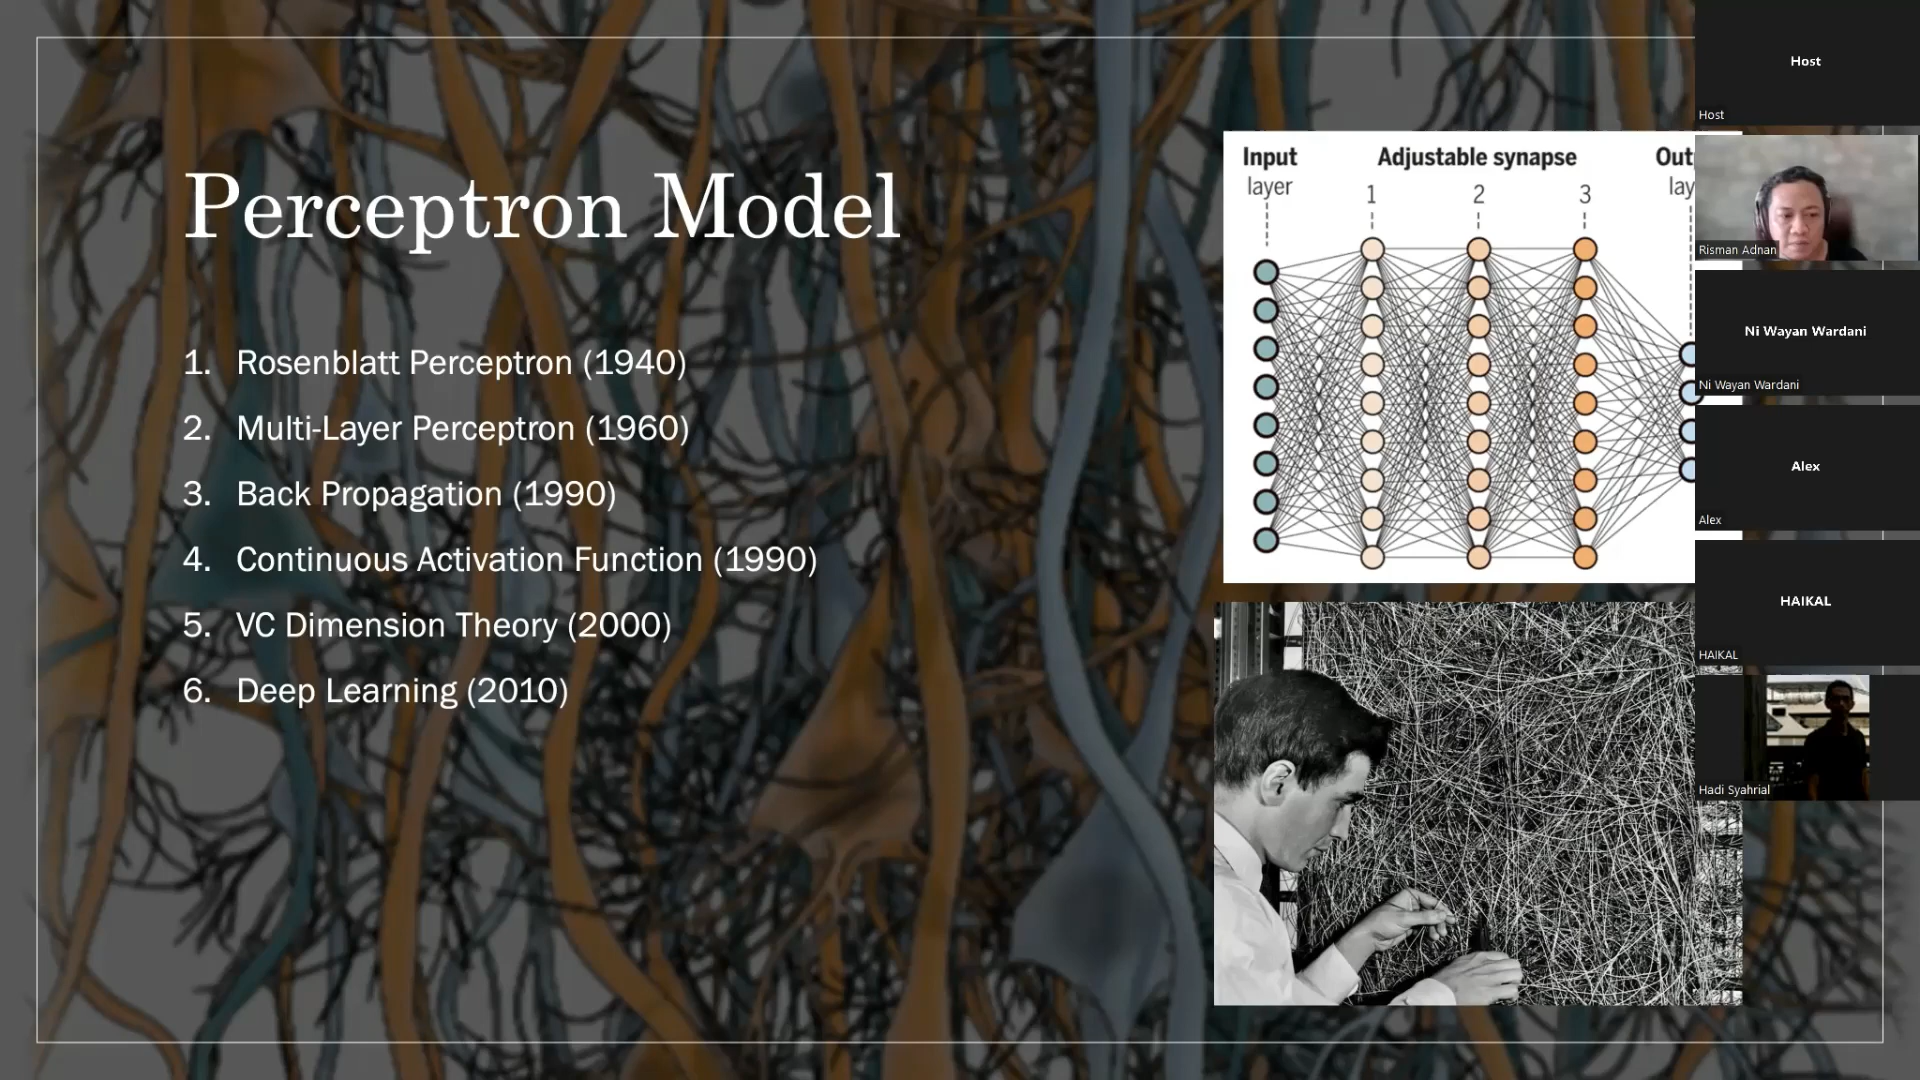 Perceptron Model
1. Rosenblatt Perceptron (1940)
2. Multi-Layer Perceptron (1960)
3. Back Propagation (1990)
4. Continuous Activation Function (1990)
5. VC Dimension Theory (2000)
6. Deep Learning (2010)
Input
layer
Adjustable synapse
1 2 3
Out
lay
Host
Host
Risman Adnan
Ni Wayan Wardani
Ni Wayan Wardani
Alex
Alex
HAIKAL
HAIKAL
Hadi Syahrial